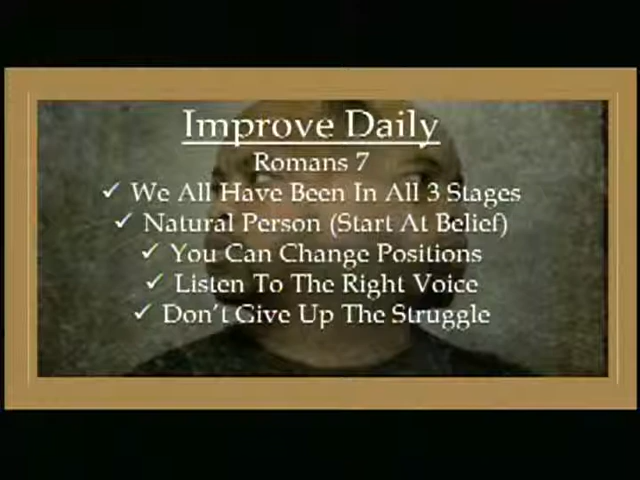 Improve Daily
Romans 7
✓ We All Have Been In All 3 Stages
✓ Natural Person (Start At Belief)
✓ You Can Change Positions
✓ Listen To The Right Voice
✓ Don't Give Up The Struggle